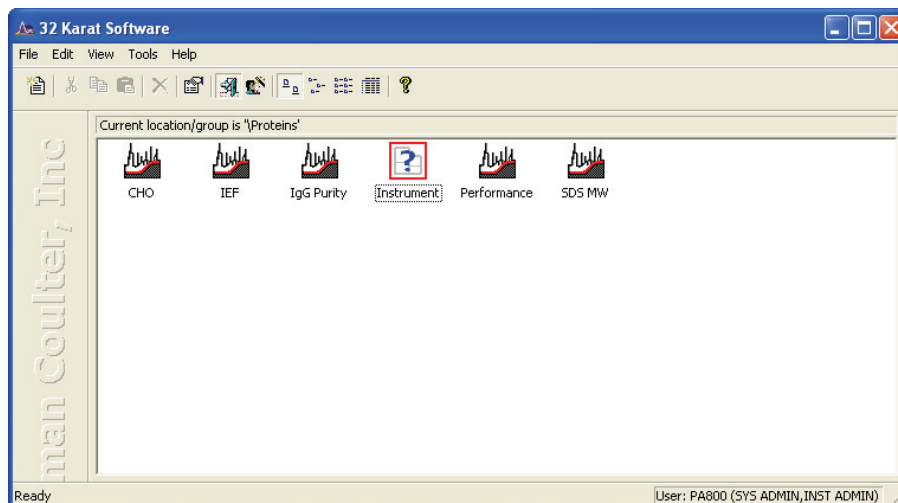 32 Karat Software
File Edit View Tools Help
Current location/group is '\Proteins'
CHO IEF IgG Purity Instrument Performance SDS MW
man Coulter, Inc
Ready User: PA800 (SYS ADMIN,INST ADMIN)